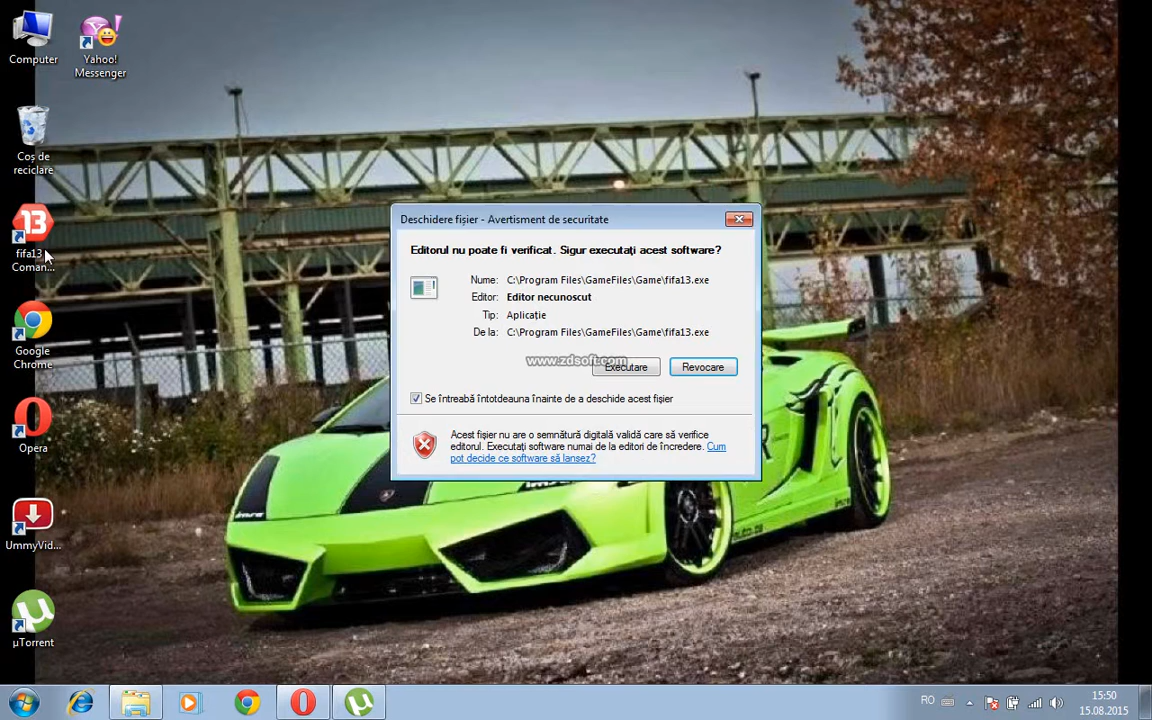 Computer
Yahoo!
Messenger
Coș de
reciclare
13
fifa13 -
Coman...
Google
Chrome
Opera
UmmyVid...
µTorrent
Deschidere fișier - Avertisment de securitate
Editorul nu poate fi verificat. Sigur executați acest software?
Nume: C:\Program Files\GameFiles\Game\fifa13.exe
Editor: Editor necunoscut
Tip: Aplicație
De la: C:\Program Files\GameFiles\Game\fifa13.exe
www.zdsoft.com
Executare
Revocare
Se întreabă întotdeauna înainte de a deschide acest fișier
Acest fișier nu are o semnătură digitală validă care să verifice
editorul. Executați software numai de la editori de încredere. Cum
pot decide ce software să lansez?
RO
15:50
15.08.2015